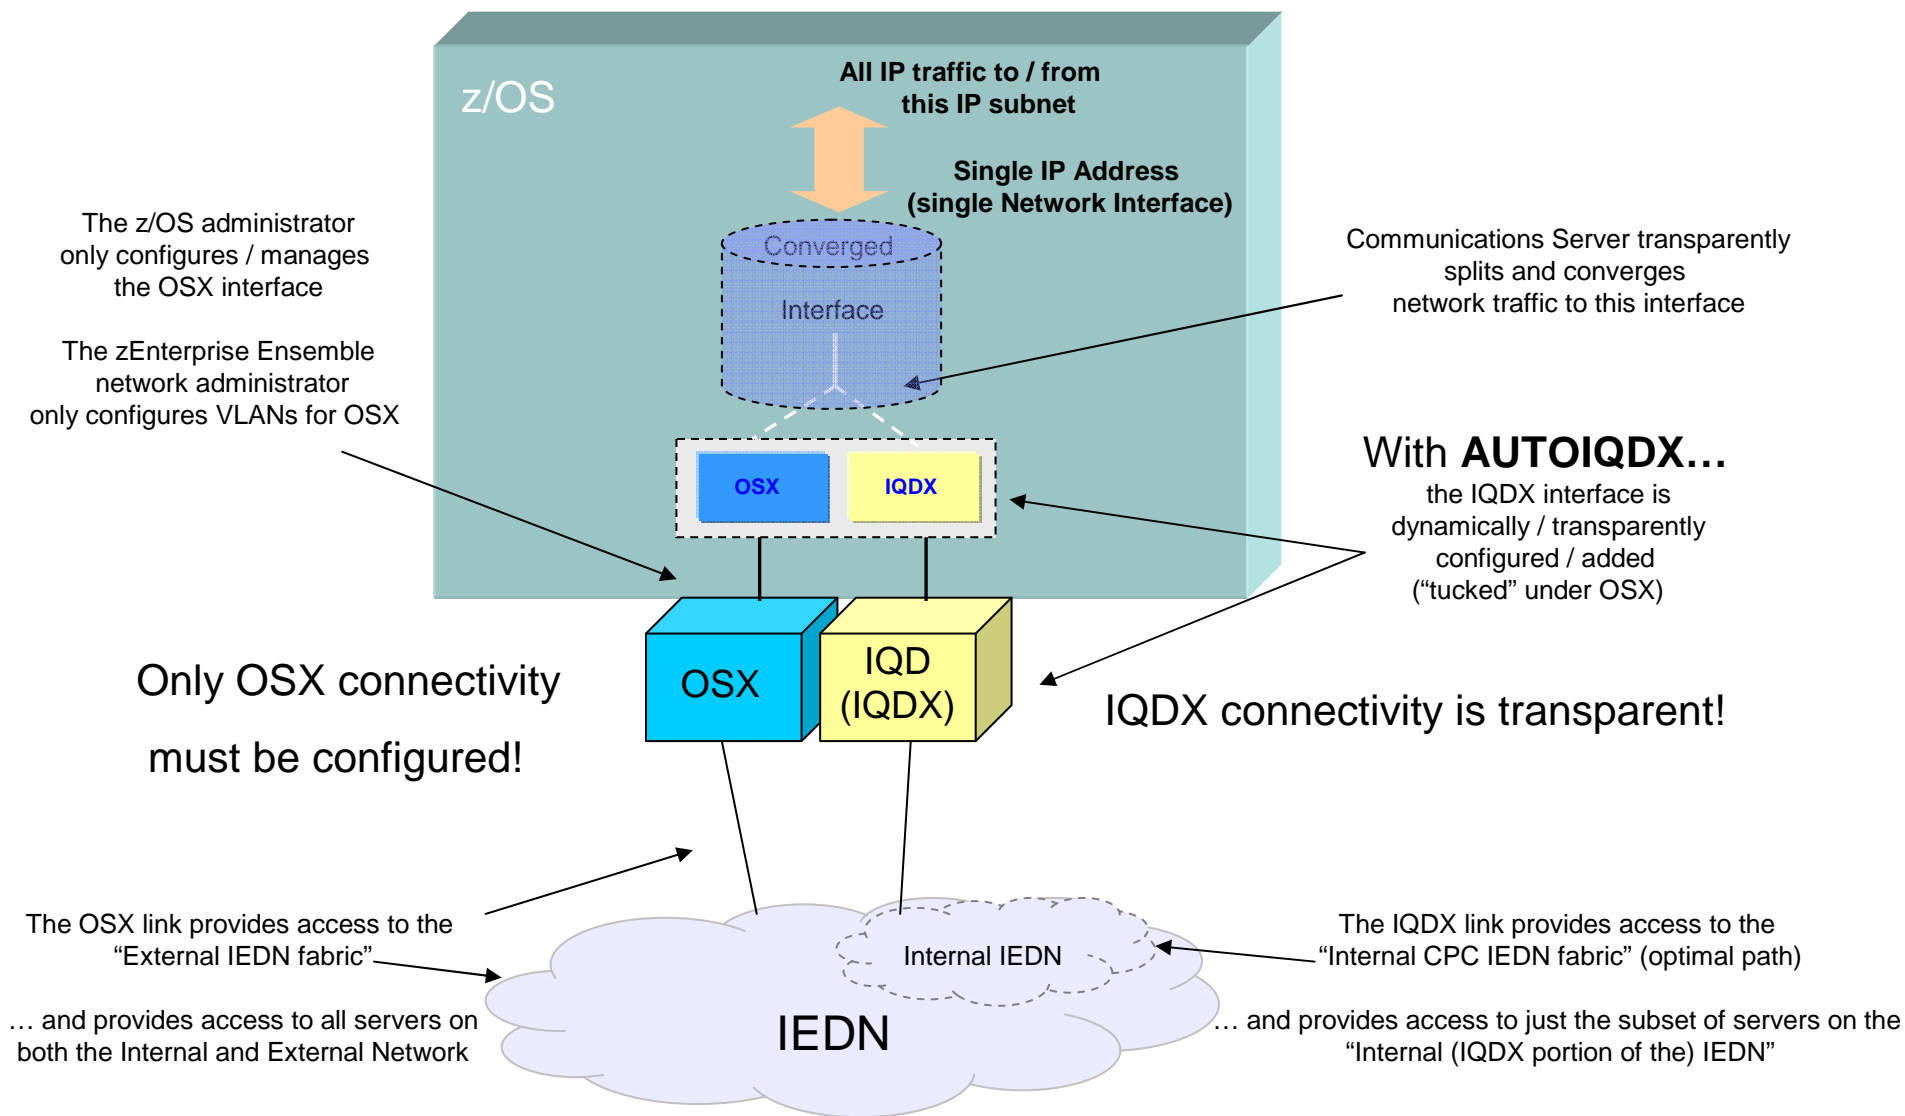 z/OS
All IP traffic to / from
this IP subnet
Single IP Address
(single Network Interface)
Converged
Interface
The z/OS administrator
only configures / manages
the OSX interface
The zEnterprise Ensemble
network administrator
only configures VLANs for OSX
Communications Server transparently
splits and converges
network traffic to this interface
With AUTOIQDX…
the IQDX interface is
dynamically / transparently
configured / added
(“tucked” under OSX)
OSX
IQDX
OSX
IQD
(IQDX)
Only OSX connectivity
must be configured!
IQDX connectivity is transparent!
The OSX link provides access to the
“External IEDN fabric”
… and provides access to all servers on
both the Internal and External Network
Internal IEDN
IEDN
The IQDX link provides access to the
“Internal CPC IEDN fabric” (optimal path)
… and provides access to just the subset of servers on the
“Internal (IQDX portion of the) IEDN”